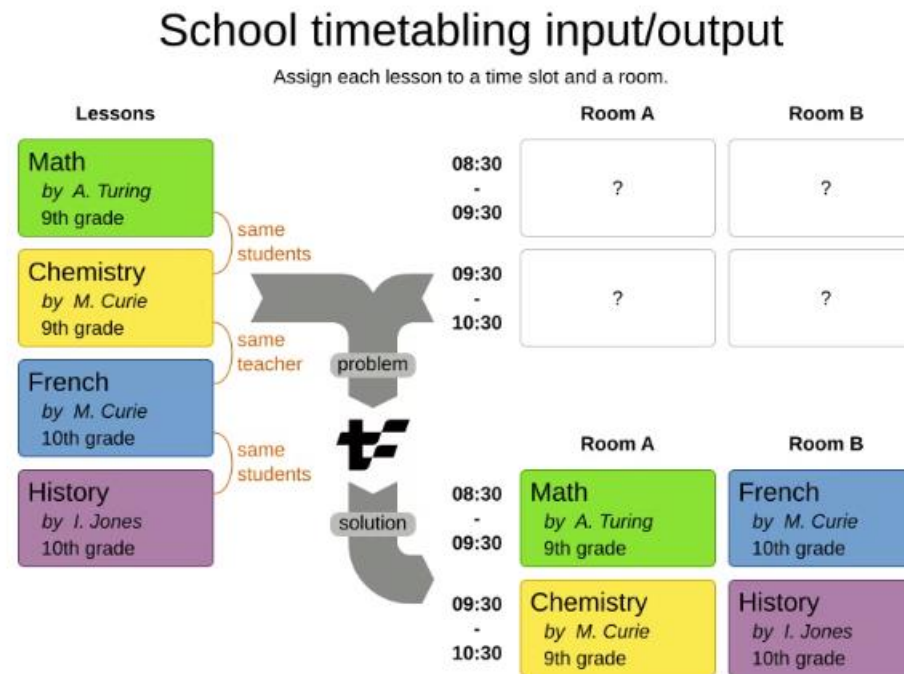 School timetabling input/output
Assign each lesson to a time slot and a room.
Lessons
Math
by A. Turing
9th grade
same
students
Chemistry
by M. Curie
9th grade
same
teacher
French
by M. Curie
10th grade
same
students
History
by I. Jones
10th grade
problem
solution
Room A
Room B
08:30
-
09:30
?
?
09:30
-
10:30
?
?
Room A
Room B
08:30
-
09:30
Math
by A. Turing
9th grade
French
by M. Curie
10th grade
09:30
-
10:30
Chemistry
by M. Curie
9th grade
History
by I. Jones
10th grade